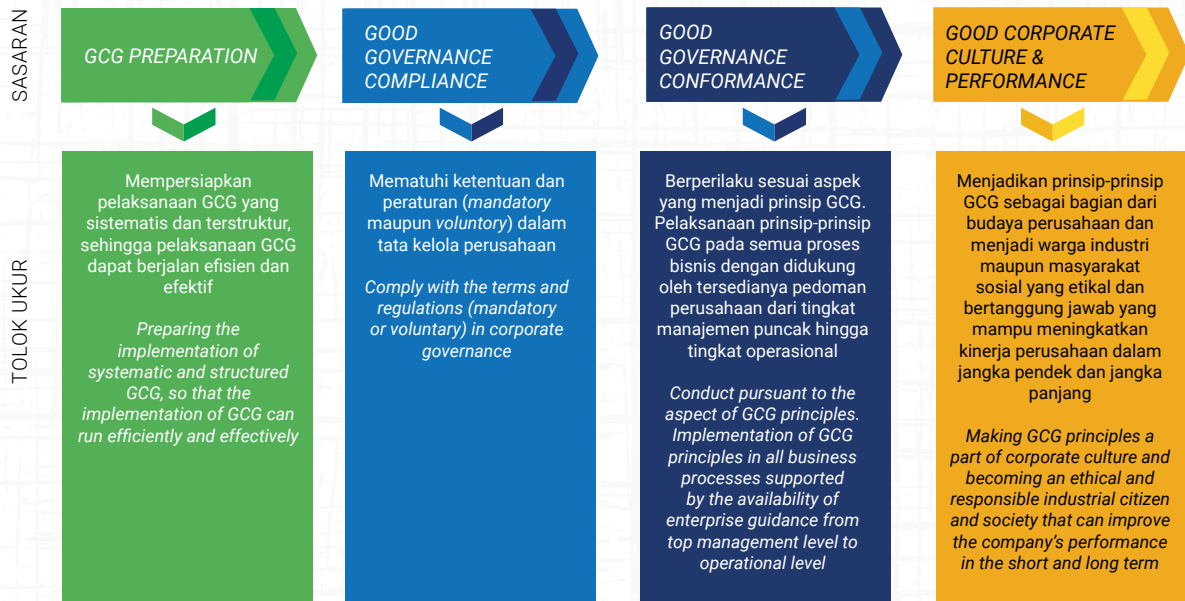 SASARAN
GCG PREPARATION
GOOD
GOVERNANCE
COMPLIANCE
GOOD
GOVERNANCE
CONFORMANCE
GOOD CORPORATE
CULTURE &
PERFORMANCE
TOLOK UKUR
Mempersiapkan
pelaksanaan GCG yang
sistematis dan terstruktur,
sehingga pelaksanaan GCG
dapat berjalan efisien dan
efektif
Preparing the
implementation of
systematic and structured
GCG, so that the
implementation of GCG can
run efficiently and effectively
Mematuhi ketentuan dan
peraturan (mandatory
maupun voluntary) dalam
tata kelola perusahaan
Comply with the terms and
regulations (mandatory
or voluntary) in corporate
governance
Berperilaku sesuai aspek
yang menjadi prinsip GCG.
Pelaksanaan prinsip-prinsip
GCG pada semua proses
bisnis dengan didukung
oleh tersedianya pedoman
perusahaan dari tingkat
manajemen puncak hingga
tingkat operasional
Conduct pursuant to the
aspect of GCG principles.
Implementation of GCG
principles in all business
processes supported
by the availability of
enterprise guidance from
top management level to
operational level
Menjadikan prinsip-prinsip
GCG sebagai bagian dari
budaya perusahaan dan
menjadi warga industri
maupun masyarakat
sosial yang etikal dan
bertanggung jawab yang
mampu meningkatkan
kinerja perusahaan dalam
jangka pendek dan jangka
panjang
Making GCG principles a
part of corporate culture and
becoming an ethical and
responsible industrial citizen
and society that can improve
the company's performance
in the short and long term